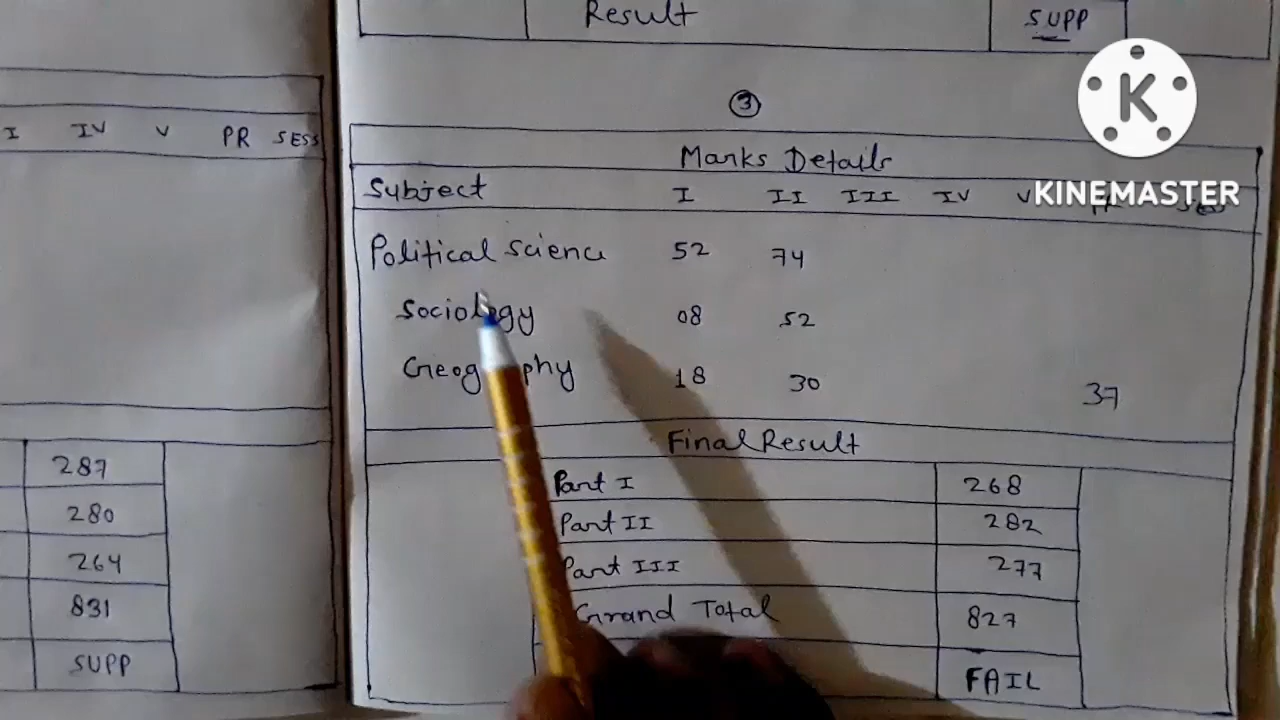 Result SUPP
③
K
KINEMASTER
I IV V PR SESS
287
280
264
831
SUPP
Marks Details
Subject I II III IV V
Political Science 52 74
Sociology 08 52
Geography 18 30 37
Final Result
Part I 268
Part II 282
Part III 277
Grand Total 827
FAIL